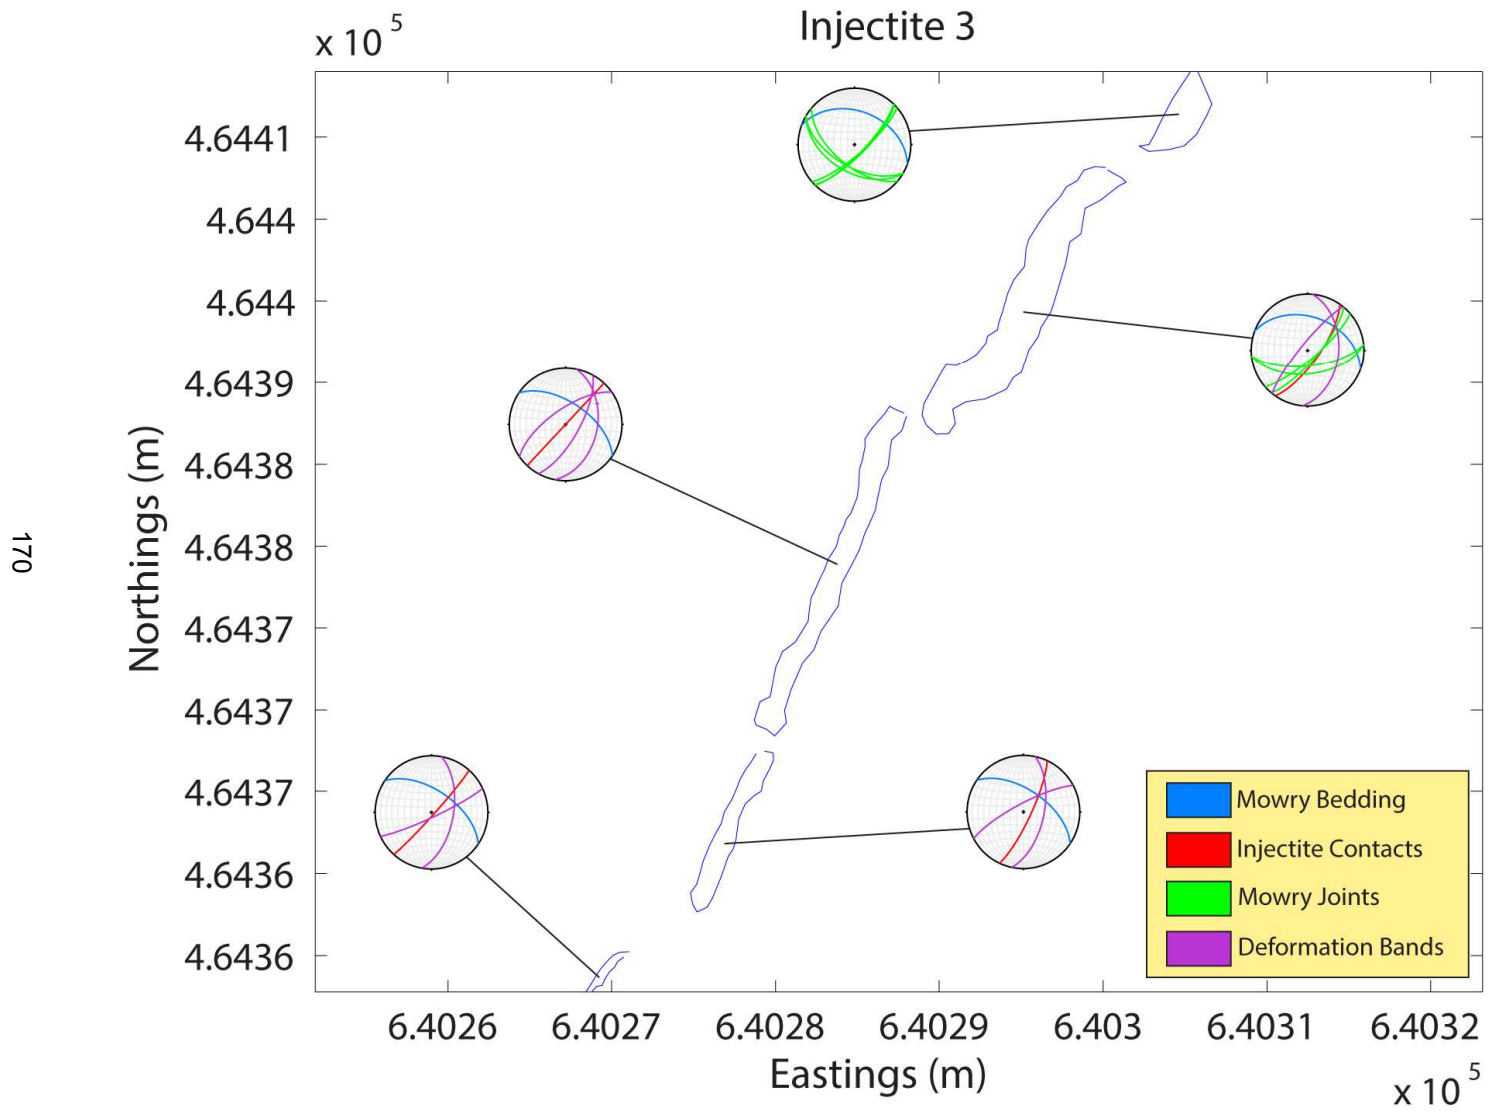 Injectite 3
x 10 5
4.6441
4.644
4.644
4.6439
4.6438
4.6438
4.6437
4.6437
4.6437
4.6436
4.6436
Northings (m)
170
Mowry Bedding
Injectite Contacts
Mowry Joints
Deformation Bands
6.4026 6.4027 6.4028 6.4029 6.403 6.4031 6.4032
Eastings (m)
x 10 5